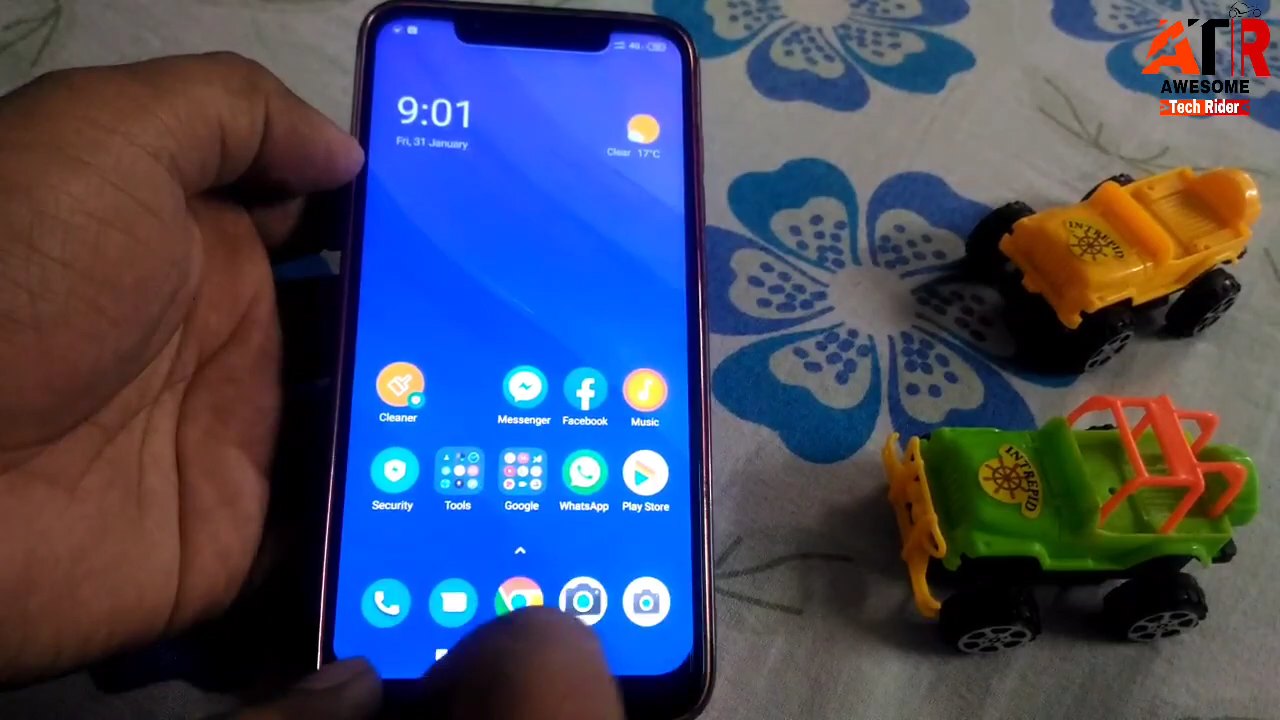 4G
9:01
Fri, 31 January
Clear 17°C
Cleaner
Messenger
Facebook
Music
Security
Tools
Google
WhatsApp
Play Store
ATR
AWESOME
Tech Rider
INTREPID
INTREPID